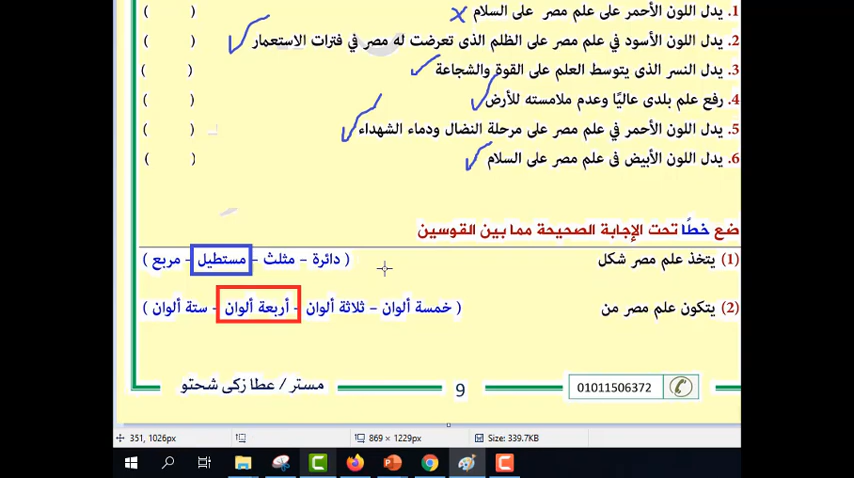 1. يدل اللون الأحمر على علم مصر على السلام ( )
2. يدل اللون الأسود في علم مصر على الظلم الذى تعرضت له مصر في فترات الاستعمار ( )
3. يدل النسر الذى يتوسط العلم على القوة والشجاعة ( )
4. رفع علم بلدى عاليًا وعدم ملامسته للأرض ( )
5. يدل اللون الأحمر في علم مصر على مرحلة النضال ودماء الشهداء ( )
6. يدل اللون الأبيض فى علم مصر على السلام ( )
ضع خطًا تحت الإجابة الصحيحة مما بين القوسين
(1) يتخذ علم مصر شكل ( دائرة – مثلث – مستطيل – مربع )
(2) يتكون علم مصر من ( خمسة ألوان – ثلاثة ألوان – أربعة ألوان – ستة ألوان )
مستر / عطا زكى شحتو 9 01011506372
351, 1026px 869 × 1229px Size: 339.7KB